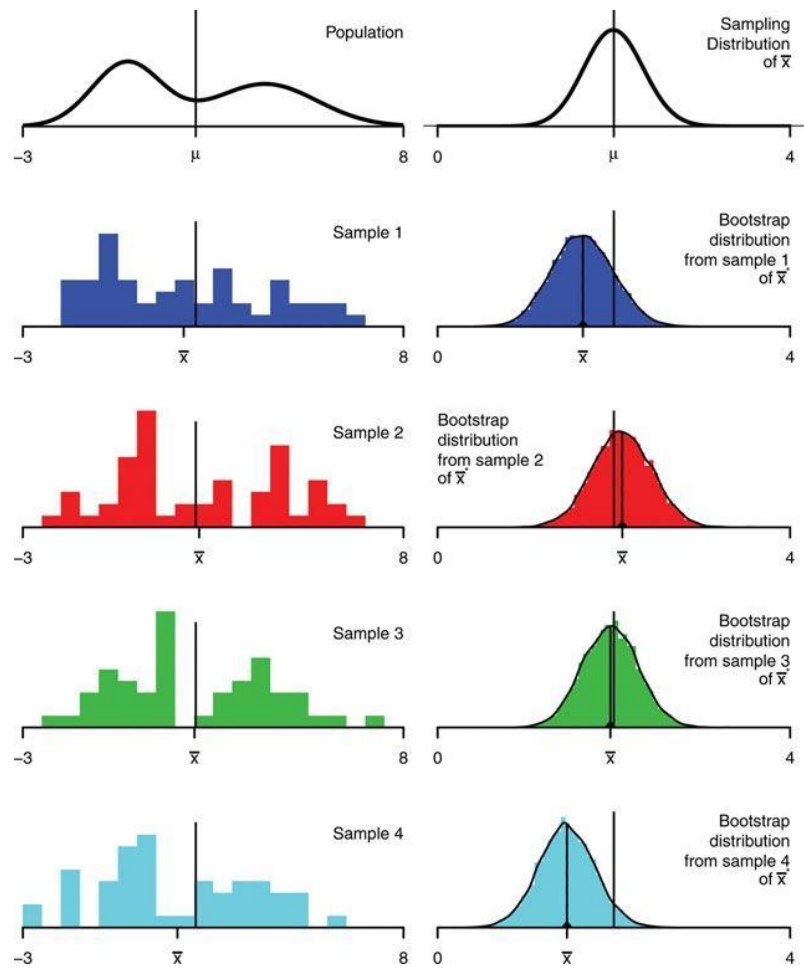 Population
-3 μ 8
Sampling
Distribution
of x̄
0 μ 4
Sample 1
-3 x̄ 8
Bootstrap
distribution
from sample 1
of x̄*
0 x̄ 4
Sample 2
-3 x̄ 8
Bootstrap
distribution
from sample 2
of x̄*
0 x̄ 4
Sample 3
-3 x̄ 8
Bootstrap
distribution
from sample 3
of x̄*
0 x̄ 4
Sample 4
-3 x̄ 8
Bootstrap
distribution
from sample 4
of x̄*
0 x̄ 4